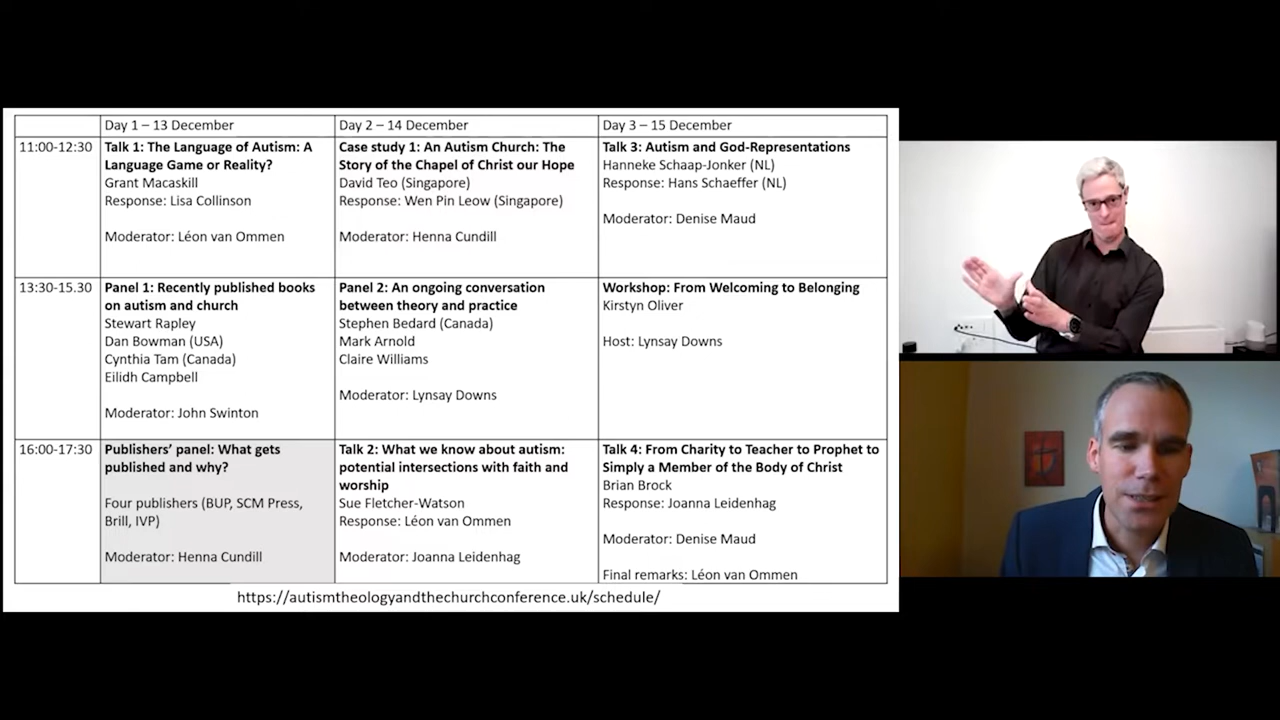 Day 1 – 13 December
Day 2 – 14 December
Day 3 – 15 December
11:00-12:30
Talk 1: The Language of Autism: A
Language Game or Reality?
Grant Macaskill
Response: Lisa Collinson
Moderator: Léon van Ommen
Case study 1: An Autism Church: The
Story of the Chapel of Christ our Hope
David Teo (Singapore)
Response: Wen Pin Leow (Singapore)
Moderator: Henna Cundill
Talk 3: Autism and God-Representations
Hanneke Schaap-Jonker (NL)
Response: Hans Schaeffer (NL)
Moderator: Denise Maud
13:30-15.30
Panel 1: Recently published books
on autism and church
Stewart Rapley
Dan Bowman (USA)
Cynthia Tam (Canada)
Eilidh Campbell
Moderator: John Swinton
Panel 2: An ongoing conversation
between theory and practice
Stephen Bedard (Canada)
Mark Arnold
Claire Williams
Moderator: Lynsay Downs
Workshop: From Welcoming to Belonging
Kirstyn Oliver
Host: Lynsay Downs
16:00-17:30
Publishers’ panel: What gets
published and why?
Four publishers (BUP, SCM Press,
Brill, IVP)
Moderator: Henna Cundill
Talk 2: What we know about autism:
potential intersections with faith and
worship
Sue Fletcher-Watson
Response: Léon van Ommen
Moderator: Joanna Leidenhag
Talk 4: From Charity to Teacher to Prophet to
Simply a Member of the Body of Christ
Brian Brock
Response: Joanna Leidenhag
Moderator: Denise Maud
Final remarks: Léon van Ommen
https://autismtheologyandthechurchconference.uk/schedule/